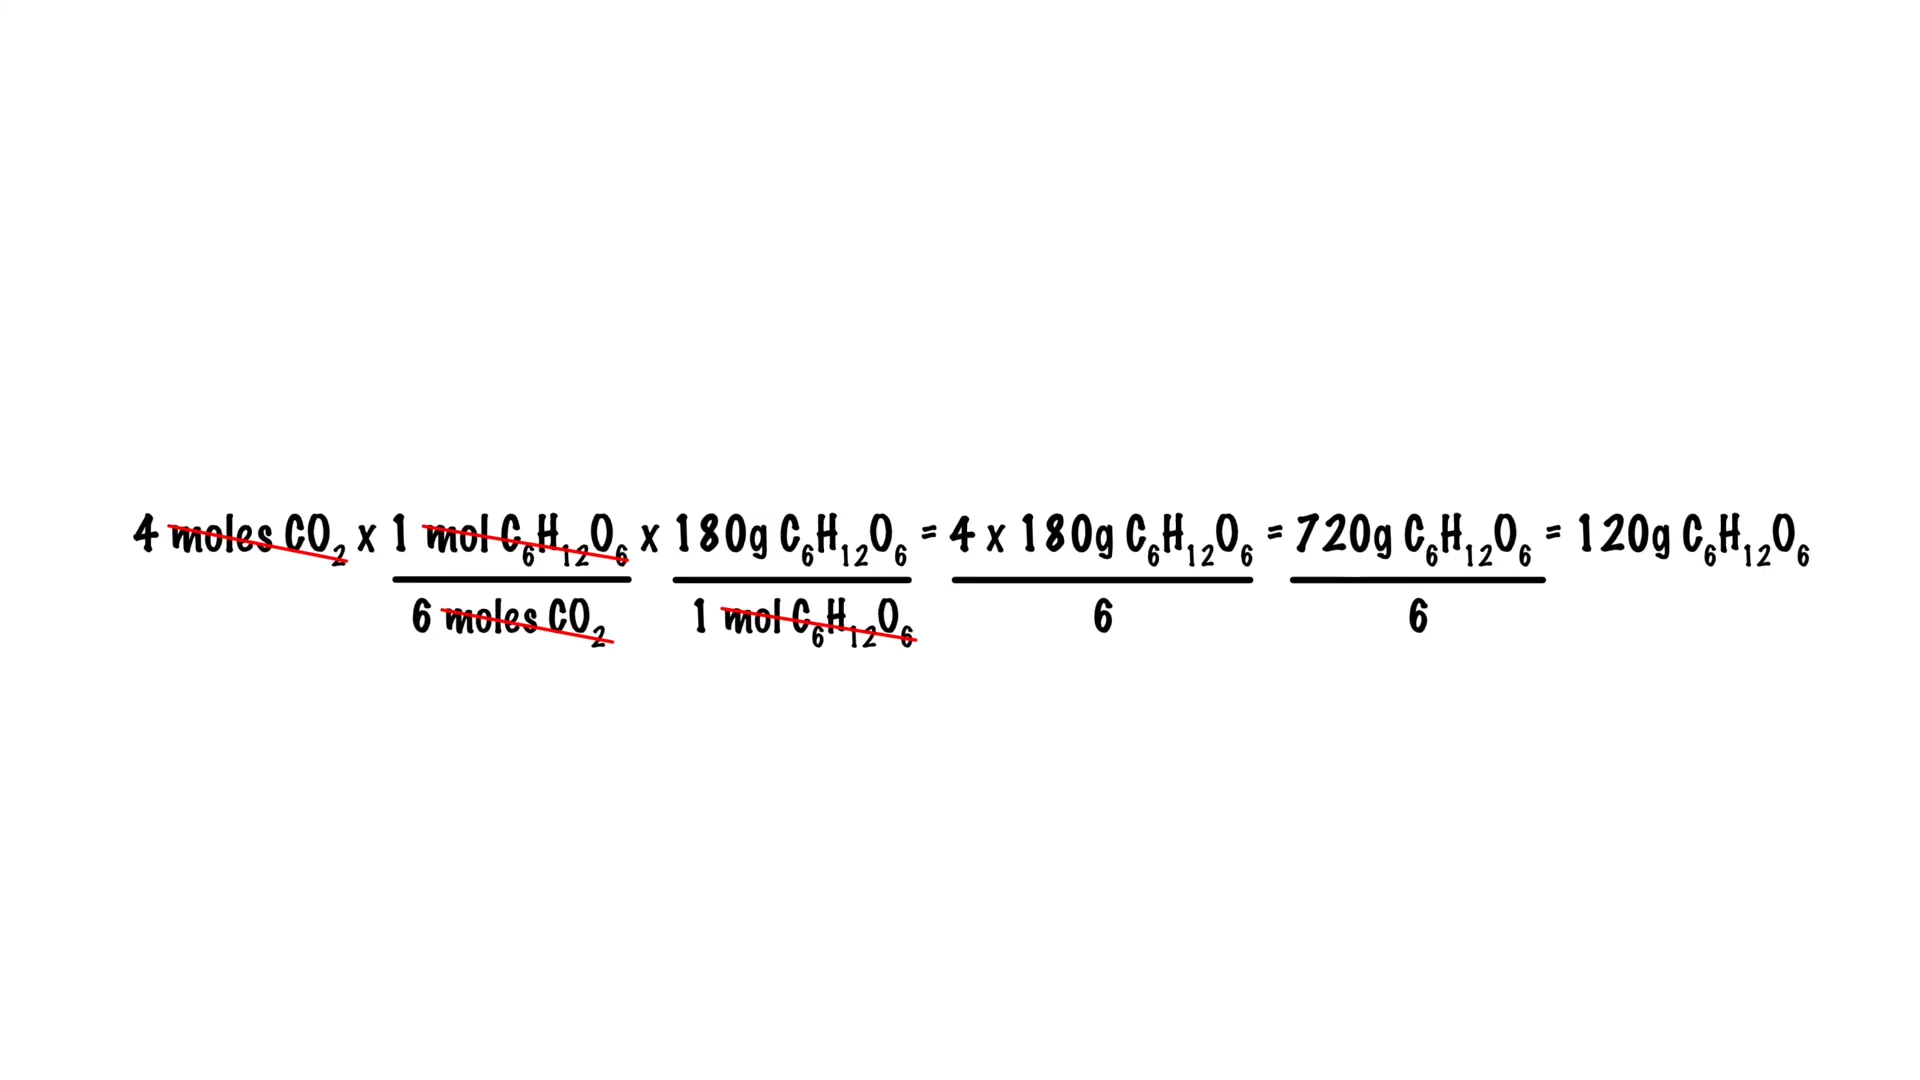 4 moles CO₂ x 1 mol C₆H₁₂O₆ x 180g C₆H₁₂O₆ = 4 x 180g C₆H₁₂O₆ = 720g C₆H₁₂O₆ = 120g C₆H₁₂O₆
6 moles CO₂ 1 mol C₆H₁₂O₆ 6 6